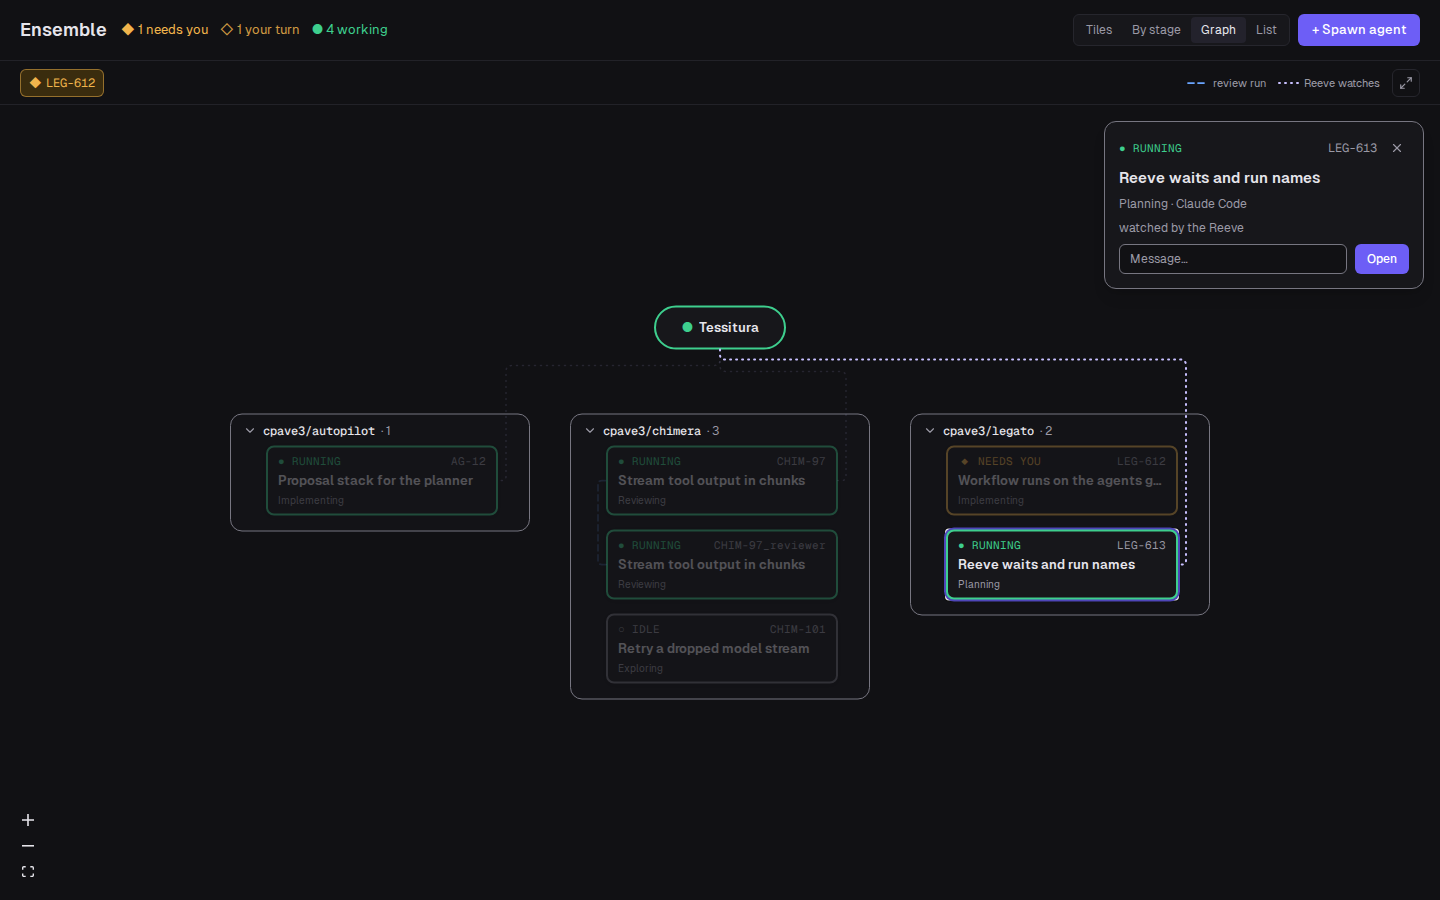 Ensemble
1 needs you
1 your turn
4 working
Tiles
By stage
Graph
List
+ Spawn agent
LEG-612
review run
Reeve watches
RUNNING
LEG-613
Reeve waits and run names
Planning · Claude Code
watched by the Reeve
Message…
Open
Tessitura
cpave3/autopilot · 1
RUNNING
AG-12
Proposal stack for the planner
Implementing
cpave3/chimera · 3
RUNNING
CHIM-97
Stream tool output in chunks
Reviewing
RUNNING
CHIM-97_reviewer
Stream tool output in chunks
Reviewing
IDLE
CHIM-101
Retry a dropped model stream
Exploring
cpave3/legato · 2
NEEDS YOU
LEG-612
Workflow runs on the agents g…
Implementing
RUNNING
LEG-613
Reeve waits and run names
Planning